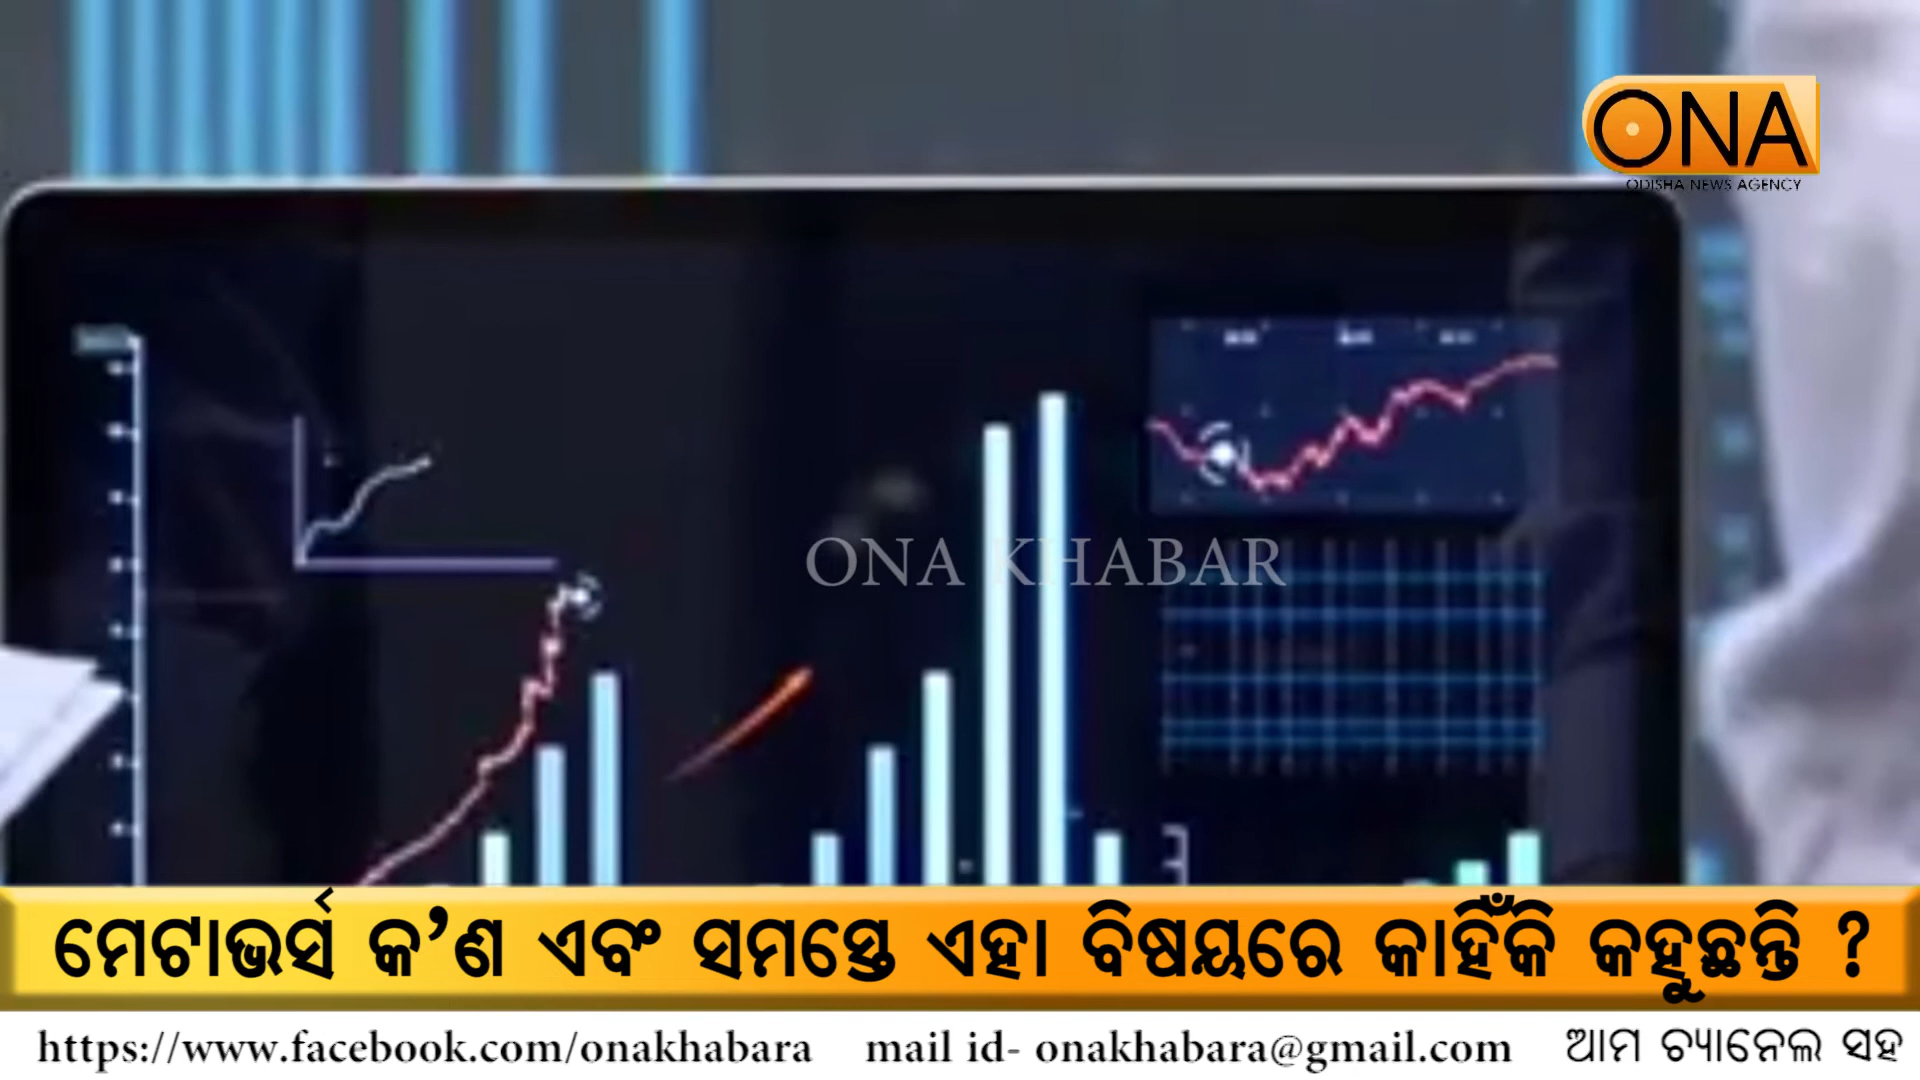 ONA
ODISHA NEWS AGENCY
ONA KHABAR
ମେଟାଭର୍ସ କ’ଣ ଏବଂ ସମସ୍ତେ ଏହା ବିଷୟରେ କାହିଁକି କହୁଛନ୍ତି ?
https://www.facebook.com/onakhabara mail id- onakhabara@gmail.com ଆମ ଚ୍ୟାନେଲ ସହ